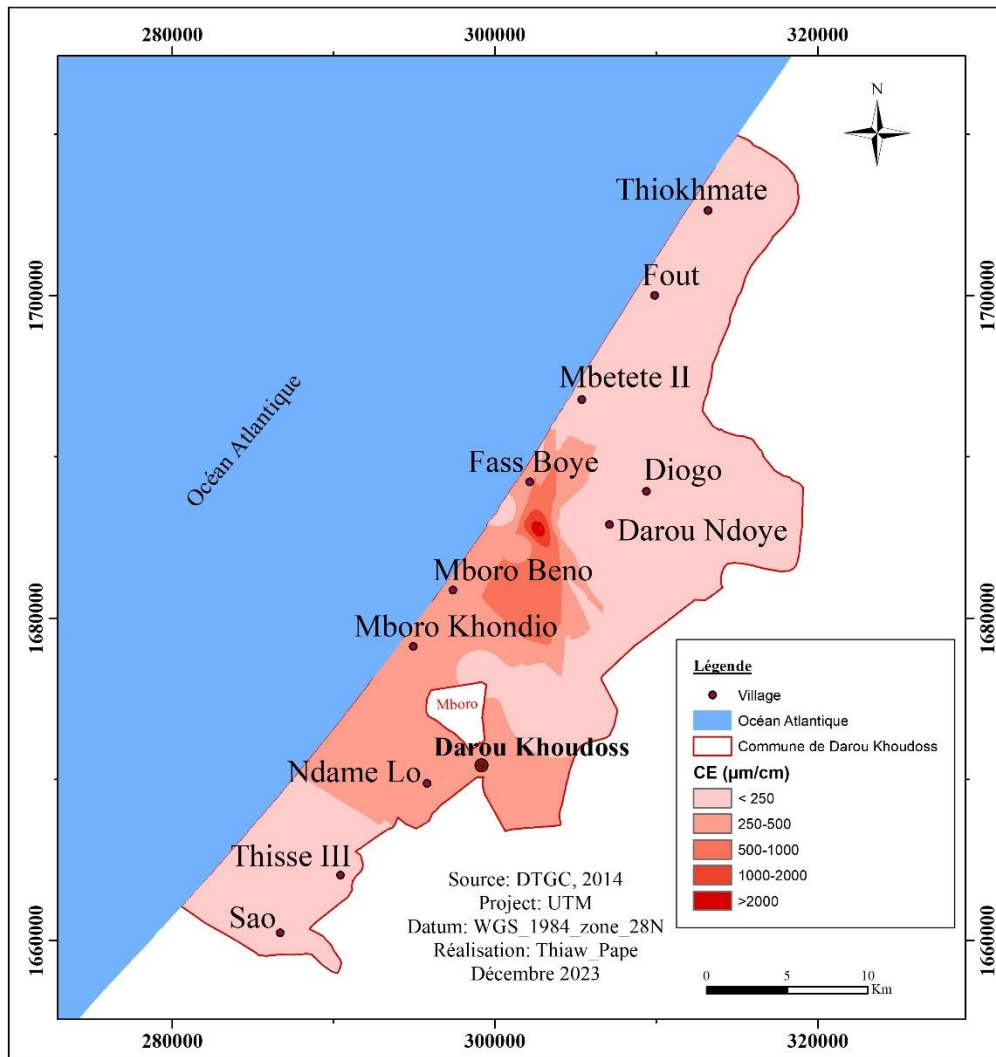 280000
300000
320000
N
Thiokhmate
Fout
1700000
1700000
Mbetete II
Océan Atlantique
Fass Boye
Diogo
Darou Ndoye
Mboro Beno
Mboro Khondio
1680000
1680000
Mboro
Darou Khoudoss
Ndame Lo
Thisse III
Sao
1660000
1660000
Légende
Village
Océan Atlantique
Commune de Darou Khoudoss
CE (µm/cm)
< 250
250-500
500-1000
1000-2000
>2000
Source: DTGC, 2014
Project: UTM
Datum: WGS_1984_zone_28N
Réalisation: Thiaw_Pape
Décembre 2023
0 5 10
Km
280000
300000
320000